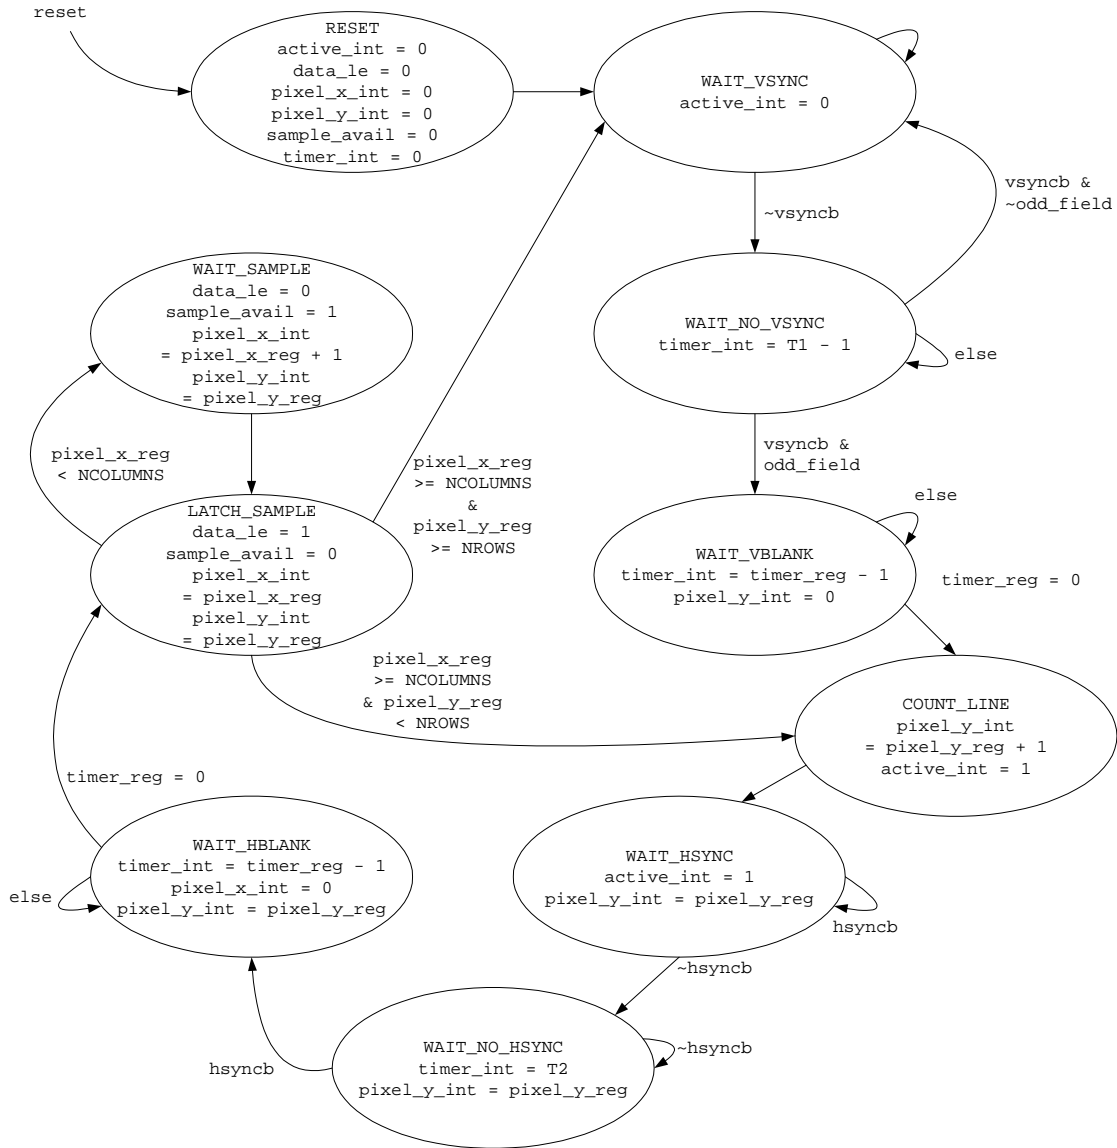 reset
RESET
active_int = 0
data_le = 0
pixel_x_int = 0
pixel_y_int = 0
sample_avail = 0
timer_int = 0
WAIT_VSYNC
active_int = 0
~vsyncb
vsyncb &
~odd_field
WAIT_SAMPLE
data_le = 0
sample_avail = 1
pixel_x_int
= pixel_x_reg + 1
pixel_y_int
= pixel_y_reg
WAIT_NO_VSYNC
timer_int = T1 - 1
else
pixel_x_reg
< NCOLUMNS
pixel_x_reg
>= NCOLUMNS
&
pixel_y_reg
>= NROWS
vsyncb &
odd_field
LATCH_SAMPLE
data_le = 1
sample_avail = 0
pixel_x_int
= pixel_x_reg
pixel_y_int
= pixel_y_reg
else
WAIT_VBLANK
timer_int = timer_reg - 1
pixel_y_int = 0
timer_reg = 0
pixel_x_reg
>= NCOLUMNS
& pixel_y_reg
< NROWS
COUNT_LINE
pixel_y_int
= pixel_y_reg + 1
active_int = 1
timer_reg = 0
WAIT_HBLANK
timer_int = timer_reg - 1
pixel_x_int = 0
pixel_y_int = pixel_y_reg
else
WAIT_HSYNC
active_int = 1
pixel_y_int = pixel_y_reg
hsyncb
~hsyncb
WAIT_NO_HSYNC
timer_int = T2
pixel_y_int = pixel_y_reg
~hsyncb
hsyncb